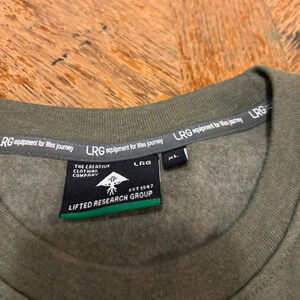 LRG equipment for lifes journey
LRG equipment for lifes journey
LRG equipment for lifes journey
THE CREATIVE
CLOTHING
COMPANY
LRG
XL
EST 1947
LIFTED RESEARCH GROUP